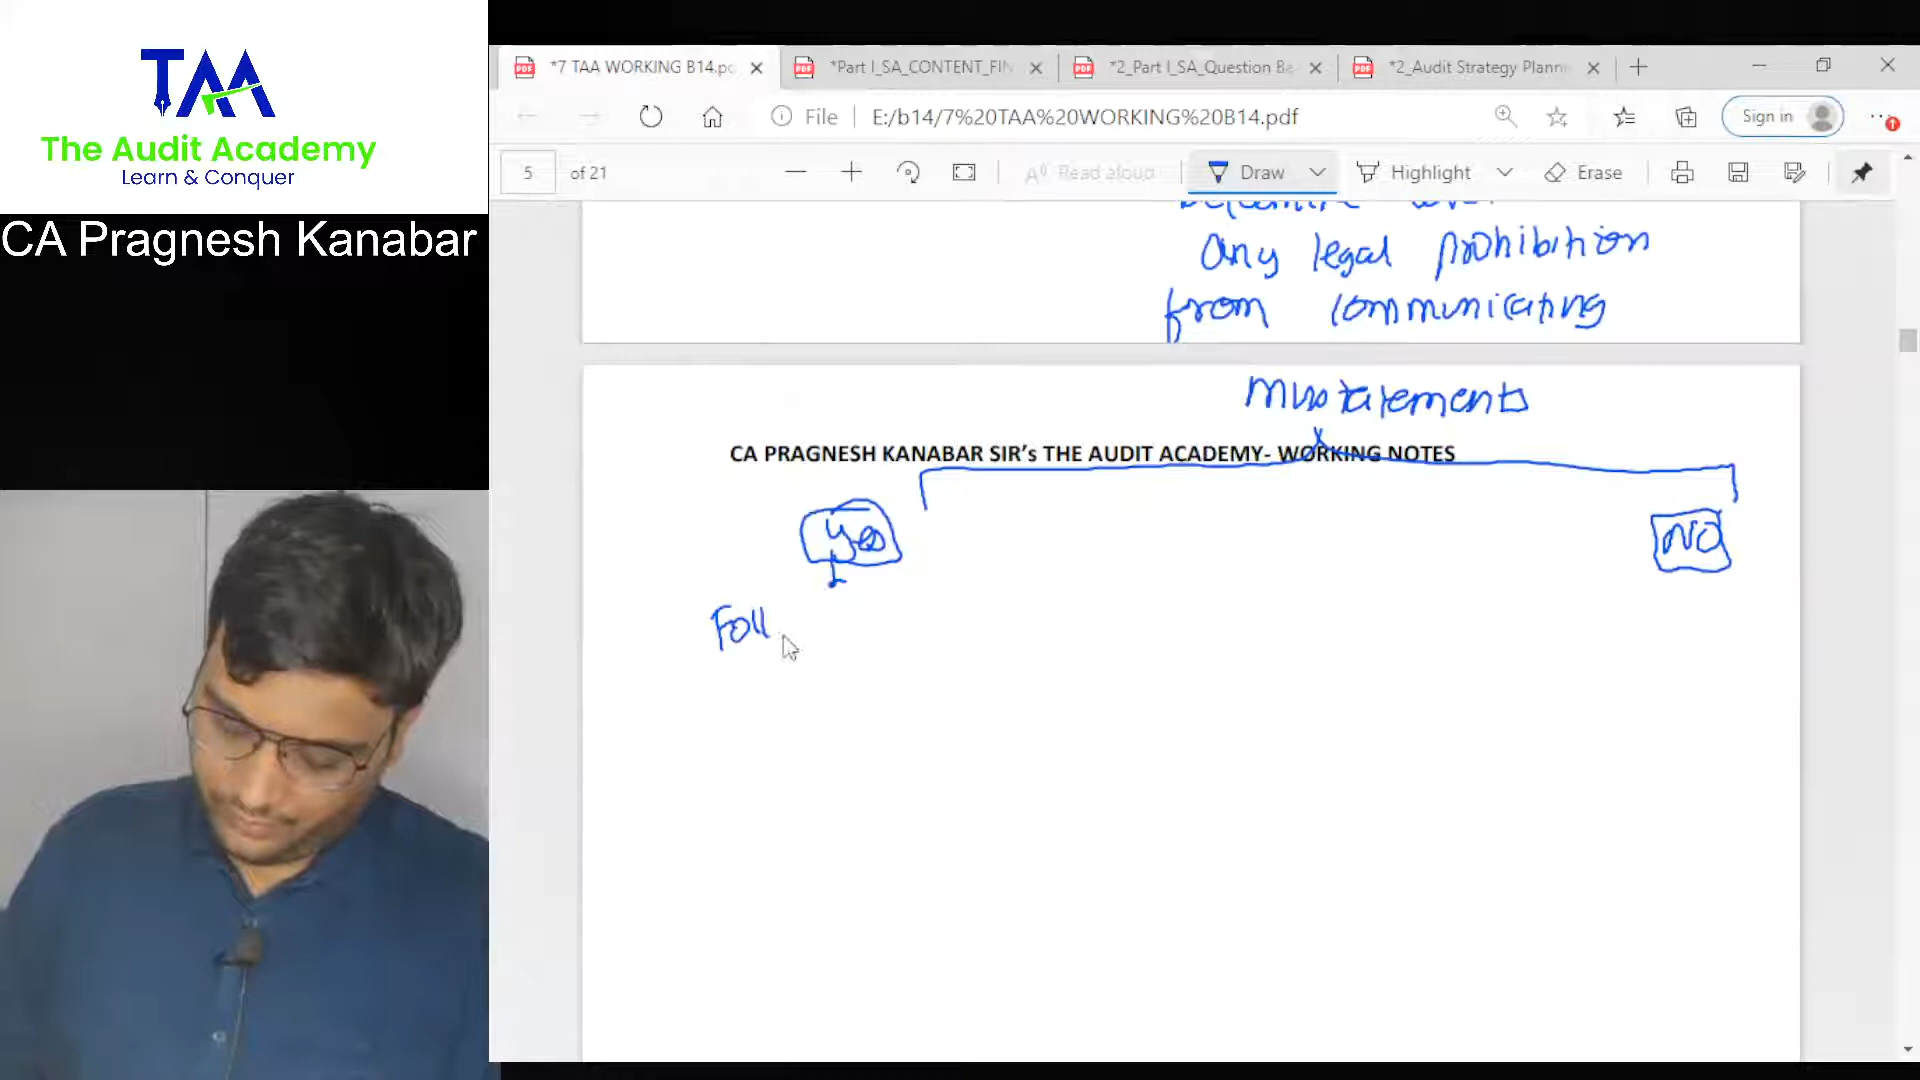 TAA
The Audit Academy
Learn & Conquer
CA Pragnesh Kanabar
*7 TAA WORKING B14.pd
*Part I_SA_CONTENT_FIN
*2_Part I_SA_Question Ba
*2_Audit Strategy Planni
File
E:/b14/7%20TAA%20WORKING%20B14.pdf
Sign in
5 of 21
Read aloud
Draw
Highlight
Erase
any legal prohibition
from communicating
Misstatements
CA PRAGNESH KANABAR SIR's THE AUDIT ACADEMY- WORKING NOTES
Yes
NO
Foll